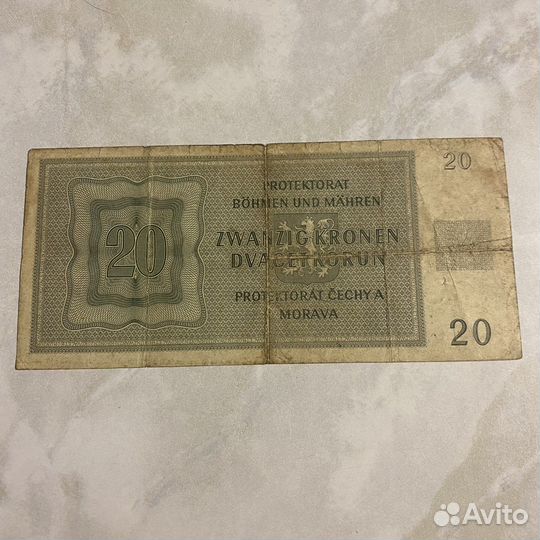 20
PROTEKTORAT
BÖHMEN UND MÄHREN
20
ZWANZIG KRONEN
DVACET KORUN
PROTEKTORÁT ČECHY A
MORAVA
20
Avito